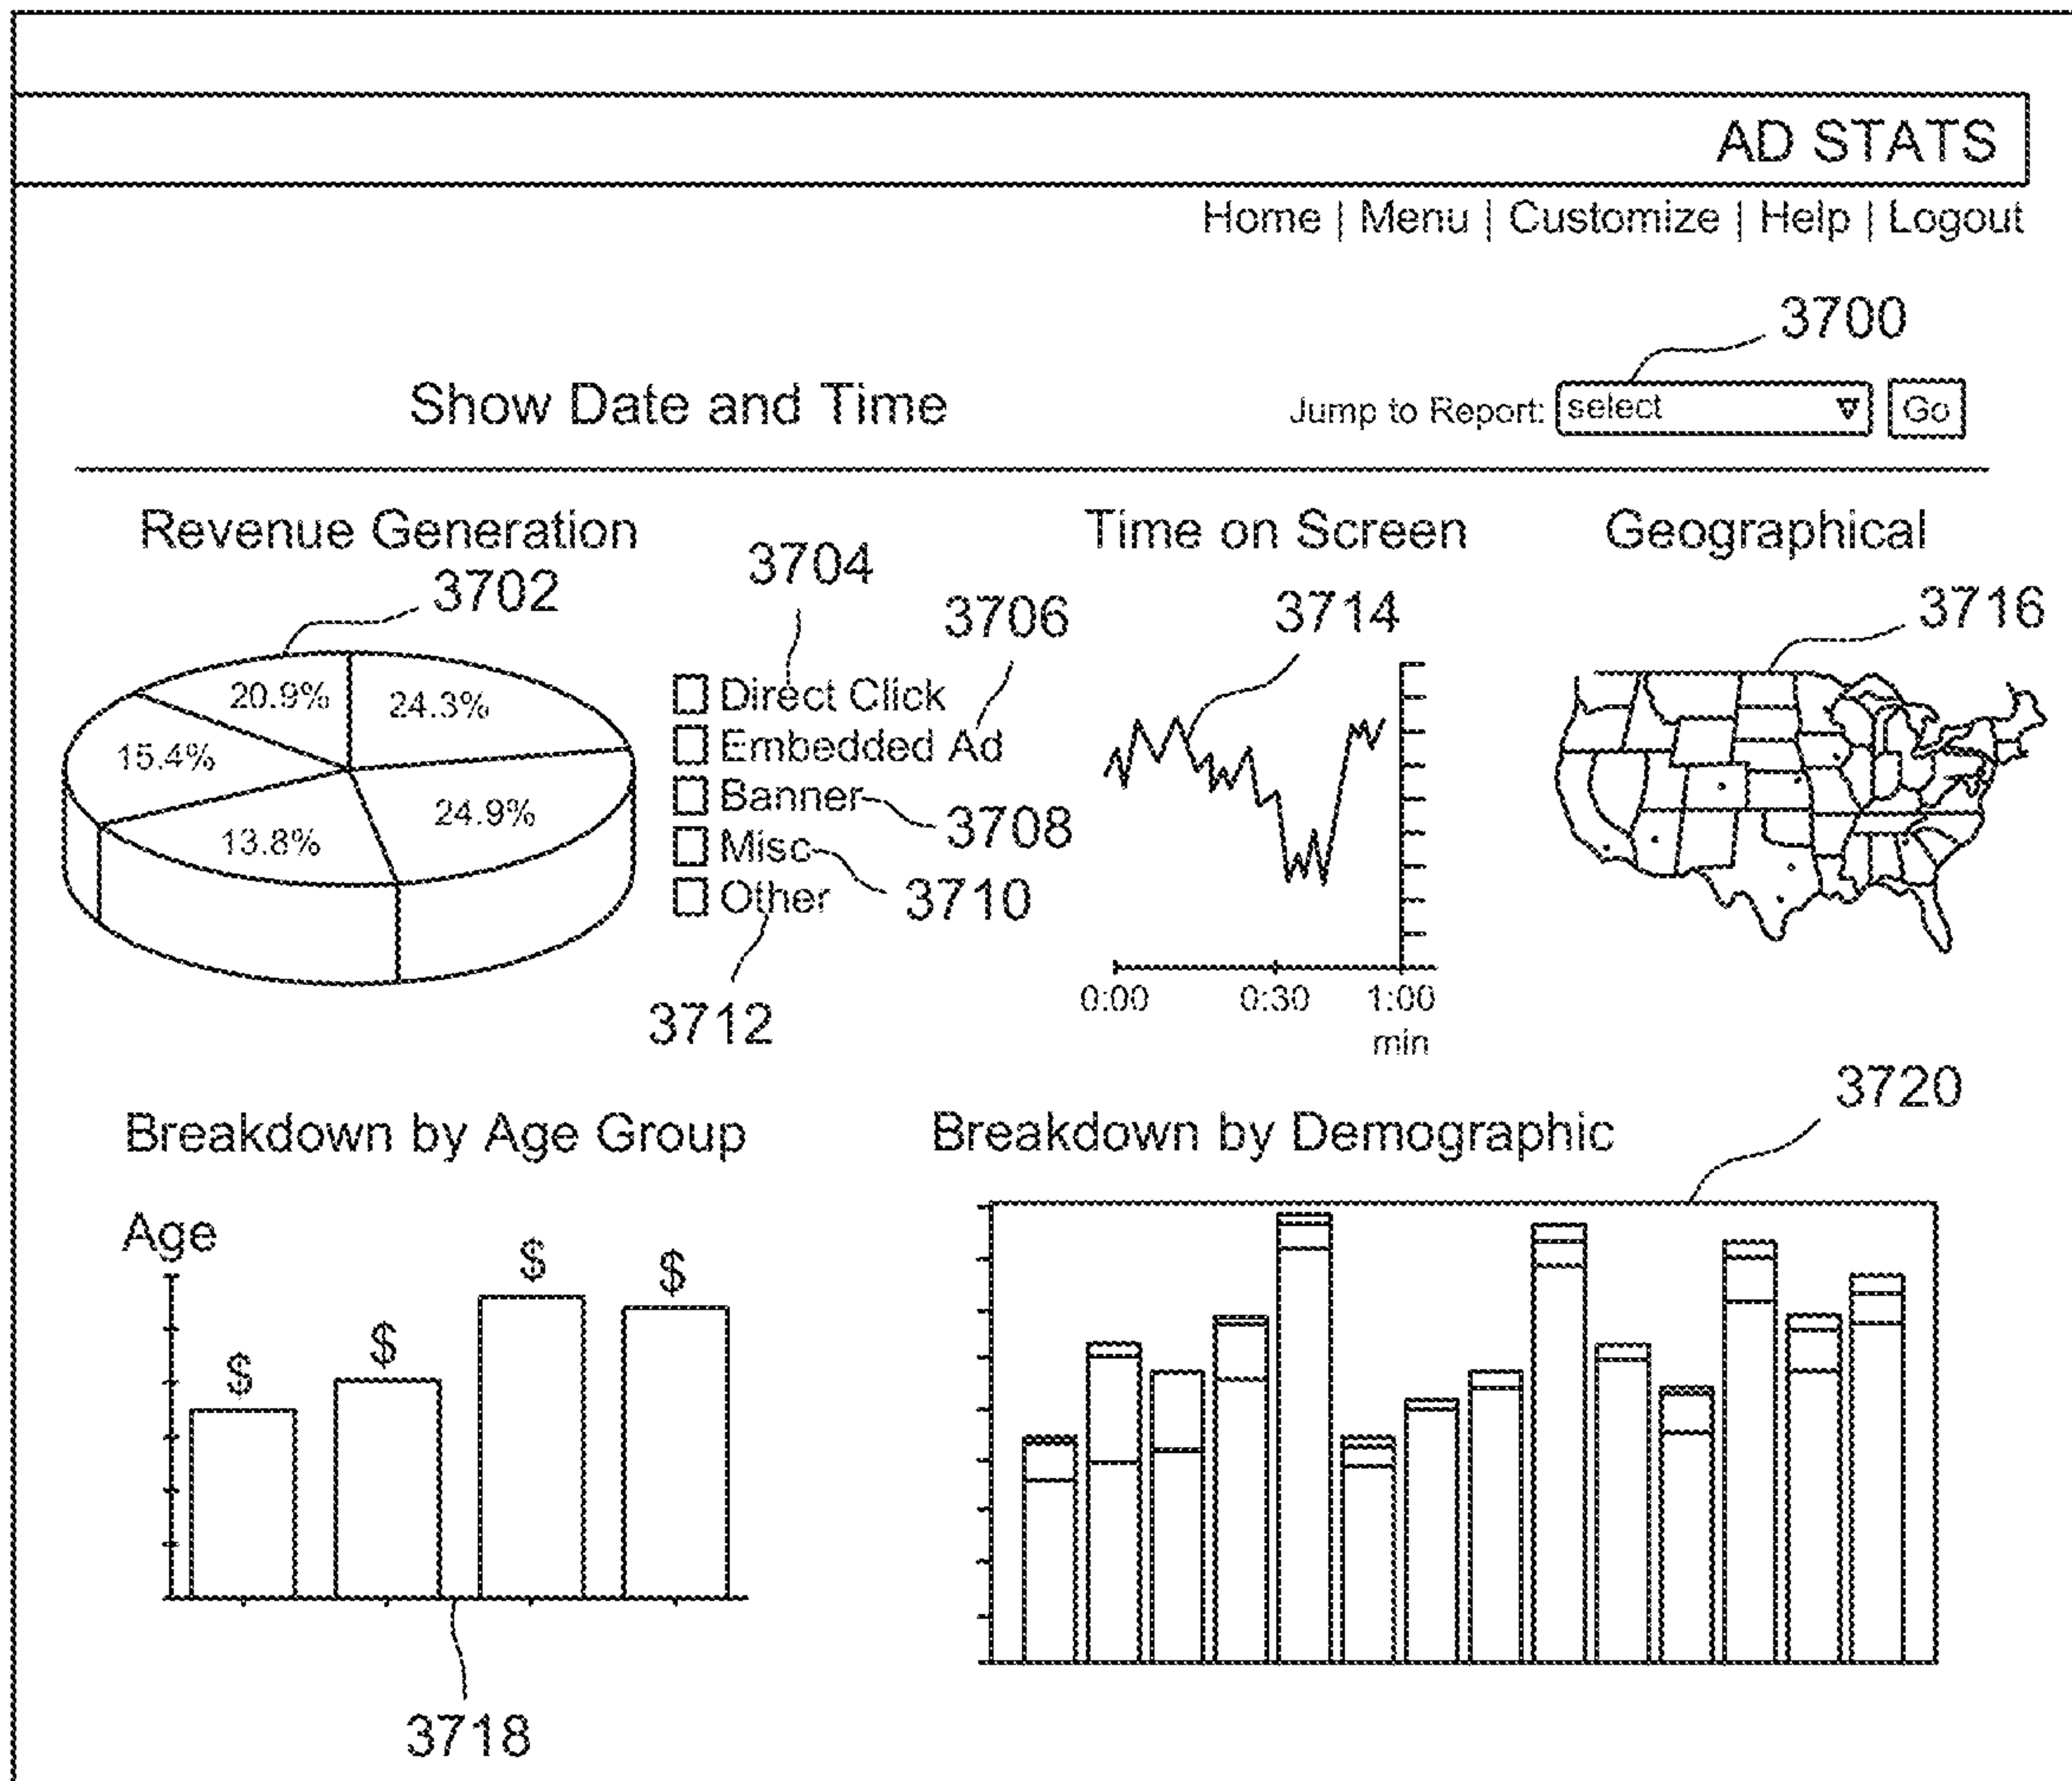 AD STATS
Home | Menu | Customize | Help | Logout
3700
Show Date and Time
Jump to Report: select Go
Revenue Generation
3702
20.9%
24.3%
15.4%
24.9%
13.8%
3704
3706
Direct Click
Embedded Ad
Banner
3708
Misc
3710
Other
3712
Time on Screen
3714
0:00 0:30 1:00
min
Geographical
3716
Breakdown by Age Group
Age
$ $ $ $
3718
Breakdown by Demographic
3720